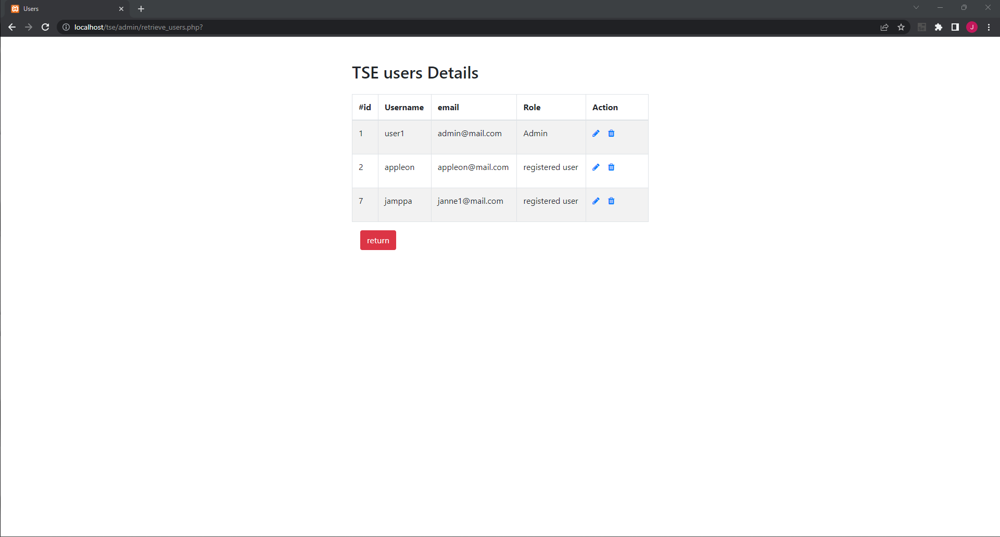 Users
localhost/tse/admin/retrieve_users.php?
J
TSE users Details
#id Username email Role Action
1 user1 admin@mail.com Admin
2 appleon appleon@mail.com registered user
7 jamppa janne1@mail.com registered user
return